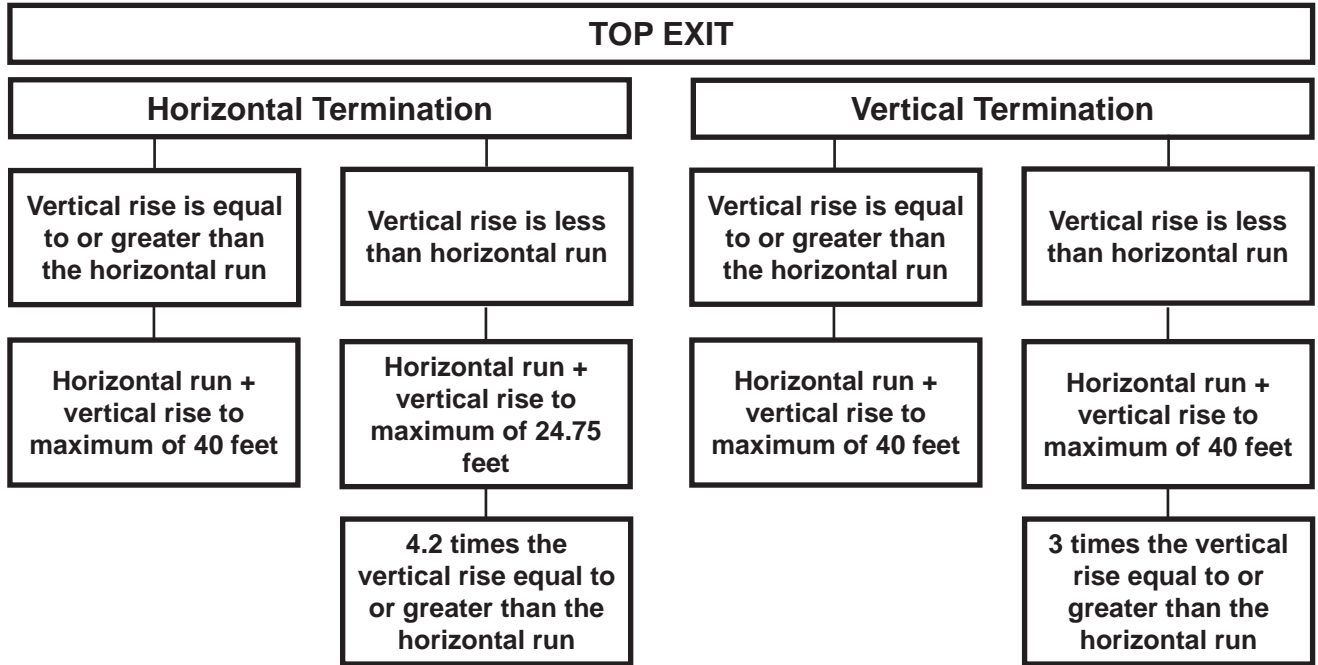 TOP EXIT
Horizontal Termination
Vertical rise is equal
to or greater than
the horizontal run
Horizontal run +
vertical rise to
maximum of 40 feet
Vertical rise is less
than horizontal run
Horizontal run +
vertical rise to
maximum of 24.75
feet
4.2 times the
vertical rise equal to
or greater than the
horizontal run
Vertical Termination
Vertical rise is equal
to or greater than
the horizontal run
Horizontal run +
vertical rise to
maximum of 40 feet
Vertical rise is less
than horizontal run
Horizontal run +
vertical rise to
maximum of 40 feet
3 times the vertical
rise equal to or
greater than the
horizontal run